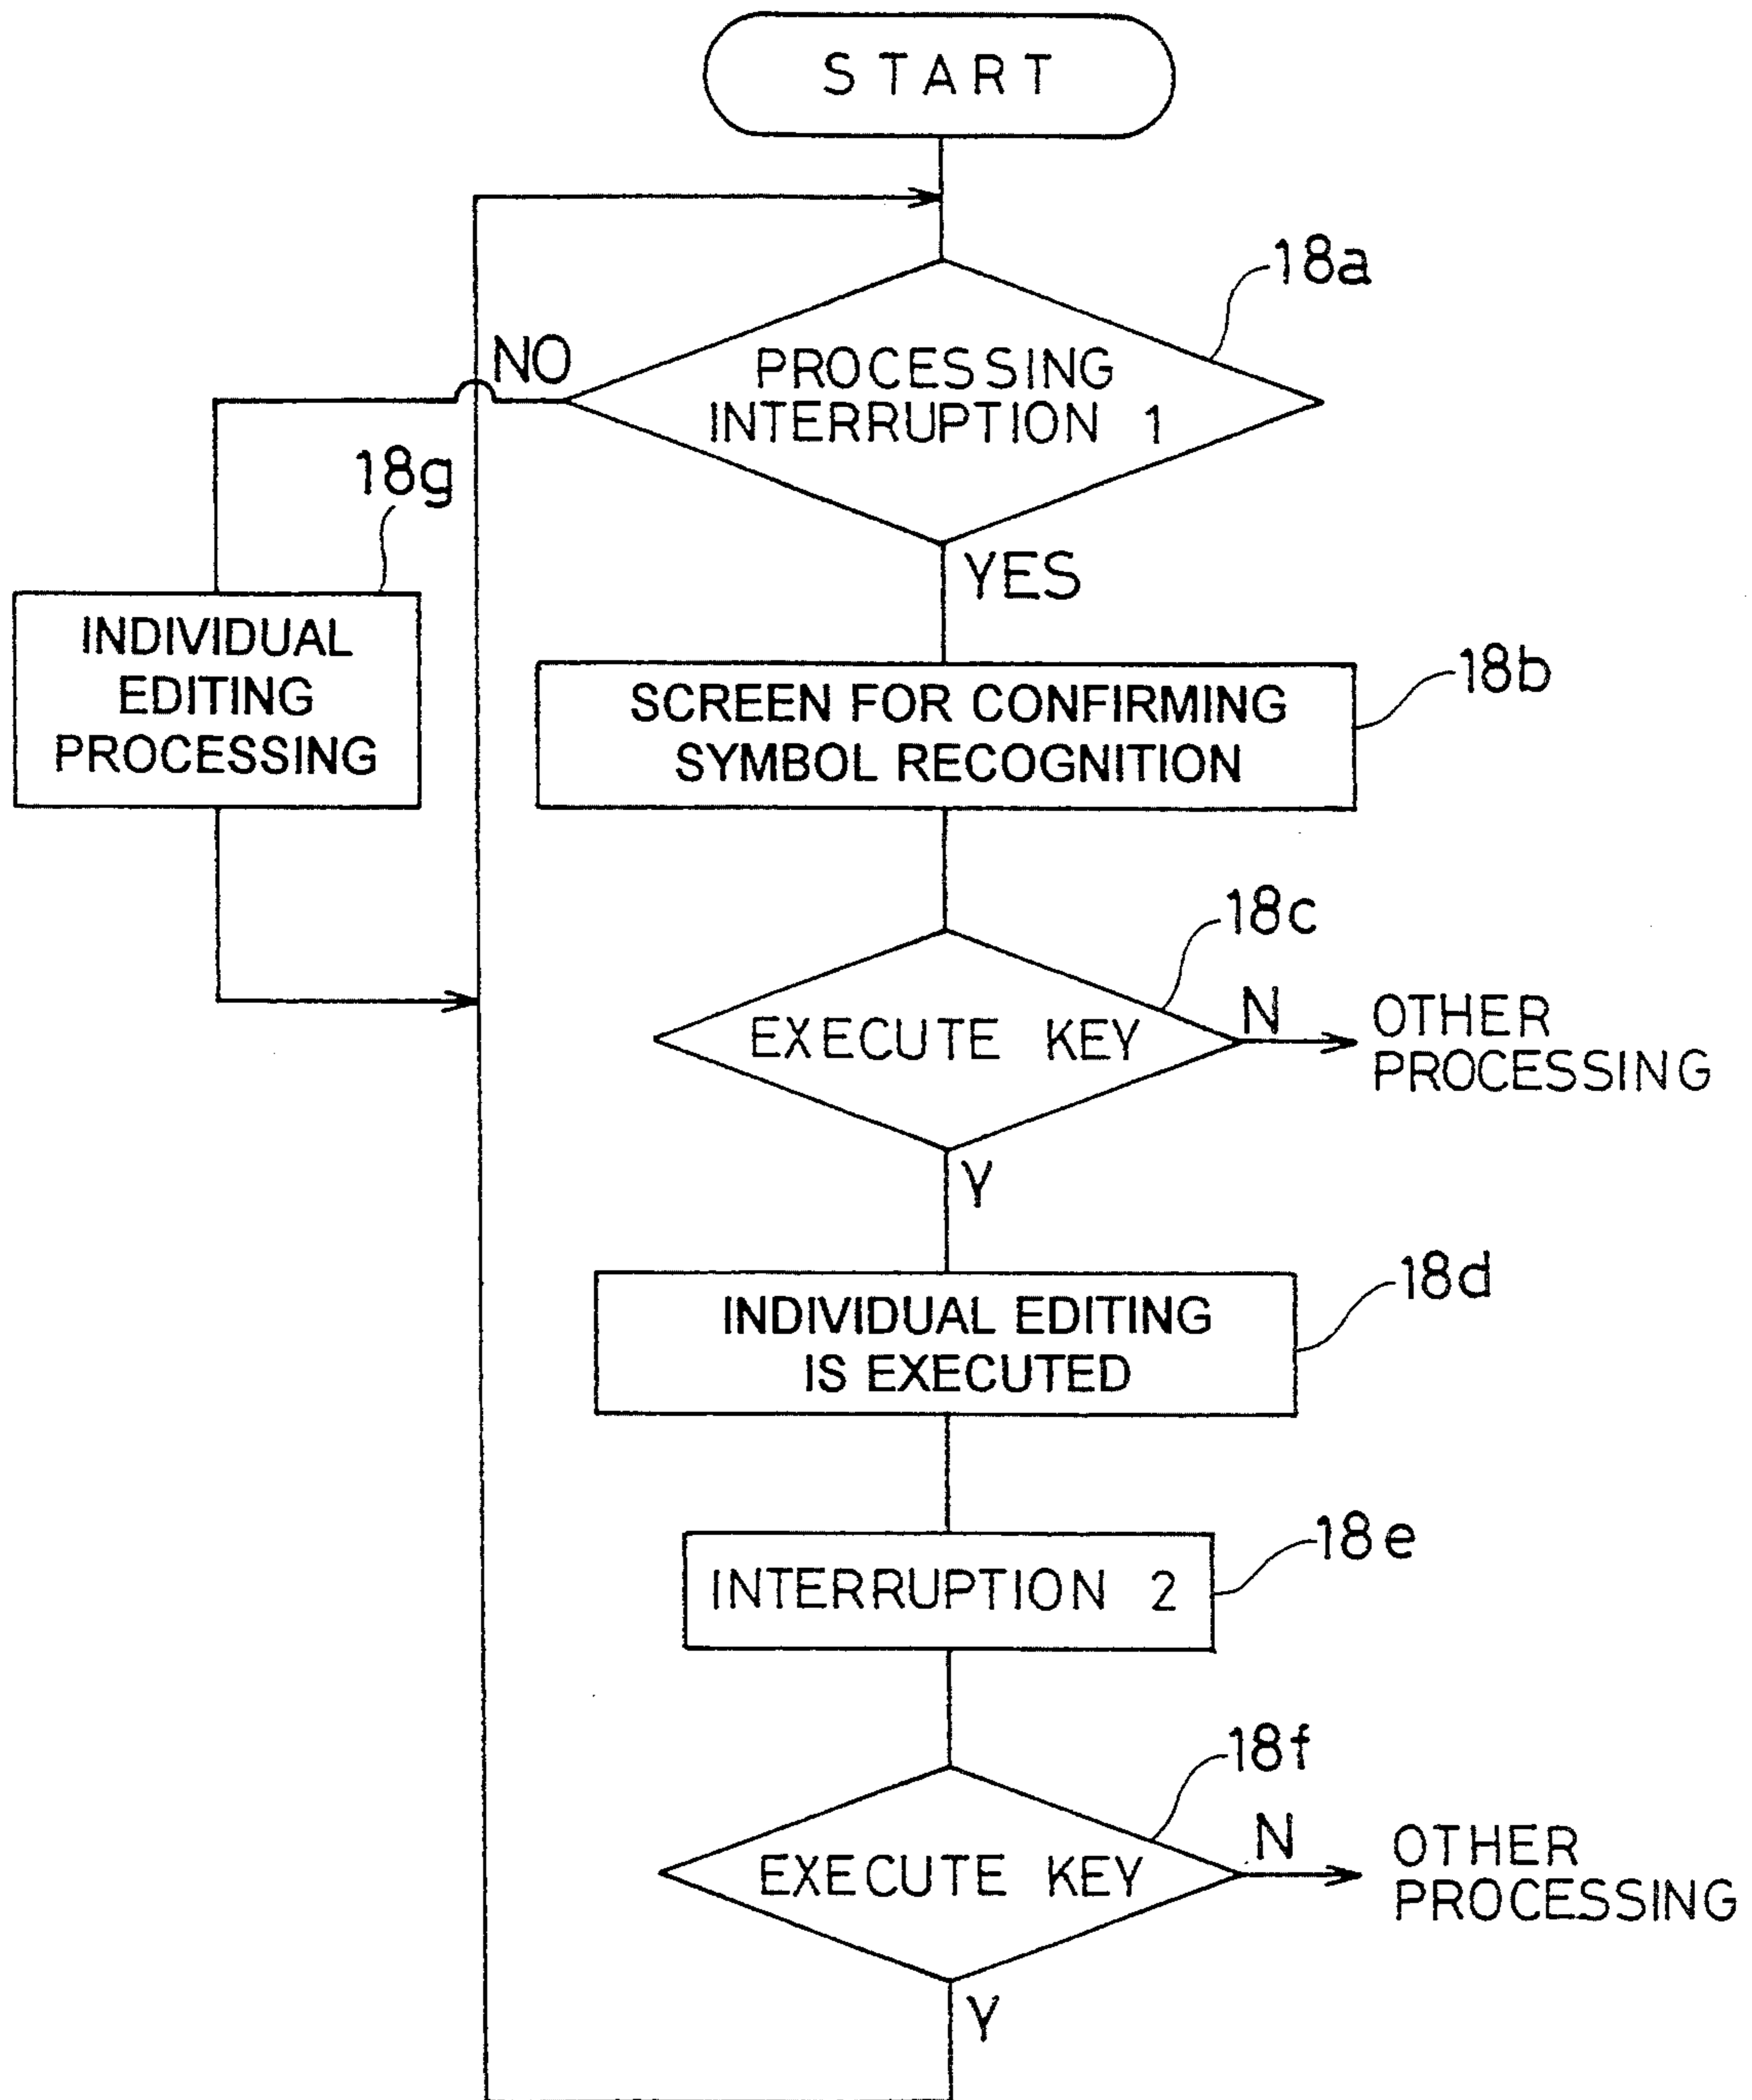 START
18a
NO
PROCESSING
INTERRUPTION 1
18g
YES
INDIVIDUAL
EDITING
PROCESSING
18b
SCREEN FOR CONFIRMING
SYMBOL RECOGNITION
18c
EXECUTE KEY
N
OTHER
PROCESSING
Y
18d
INDIVIDUAL EDITING
IS EXECUTED
18e
INTERRUPTION 2
18f
EXECUTE KEY
N
OTHER
PROCESSING
Y